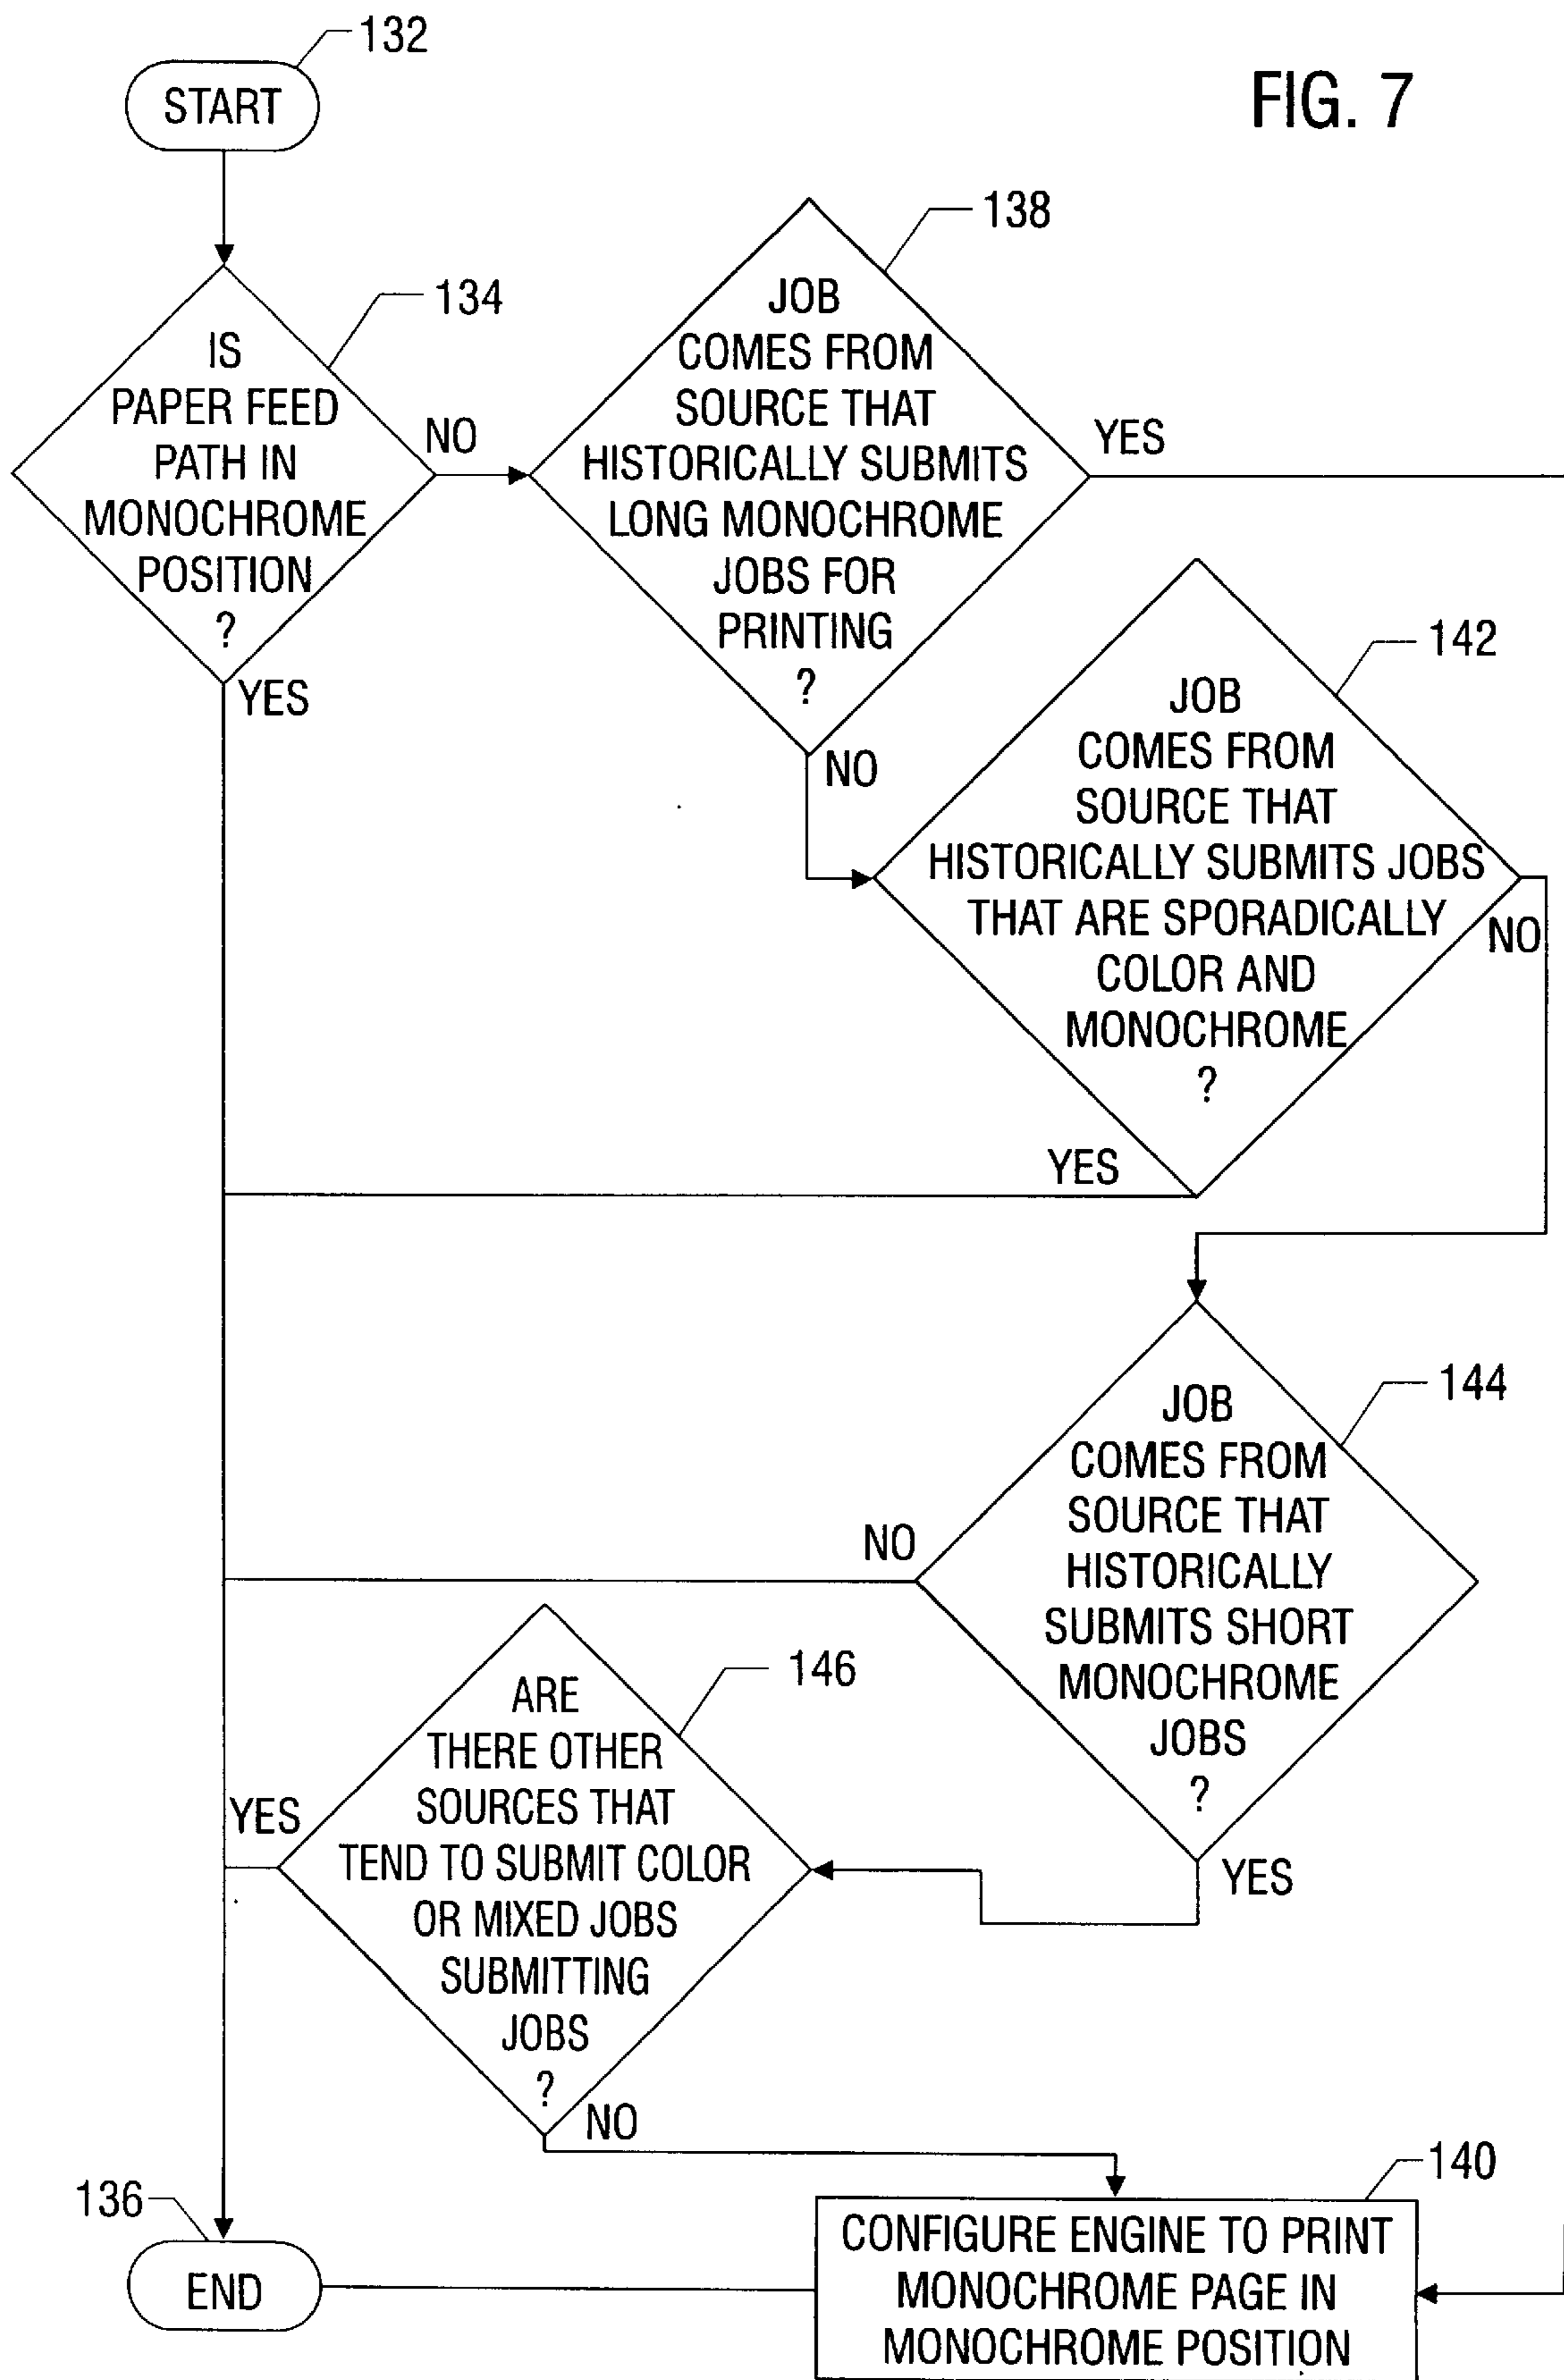 132
START
FIG. 7
138
134
IS
PAPER FEED
PATH IN
MONOCHROME
POSITION
?
NO
YES
JOB
COMES FROM
SOURCE THAT
HISTORICALLY SUBMITS
LONG MONOCHROME
JOBS FOR
PRINTING
?
YES
NO
142
JOB
COMES FROM
SOURCE THAT
HISTORICALLY SUBMITS JOBS
THAT ARE SPORADICALLY
COLOR AND
MONOCHROME
?
NO
YES
144
JOB
COMES FROM
SOURCE THAT
HISTORICALLY
SUBMITS SHORT
MONOCHROME
JOBS
?
NO
YES
146
ARE
THERE OTHER
SOURCES THAT
TEND TO SUBMIT COLOR
OR MIXED JOBS
SUBMITTING
JOBS
?
YES
NO
140
CONFIGURE ENGINE TO PRINT
MONOCHROME PAGE IN
MONOCHROME POSITION
136
END